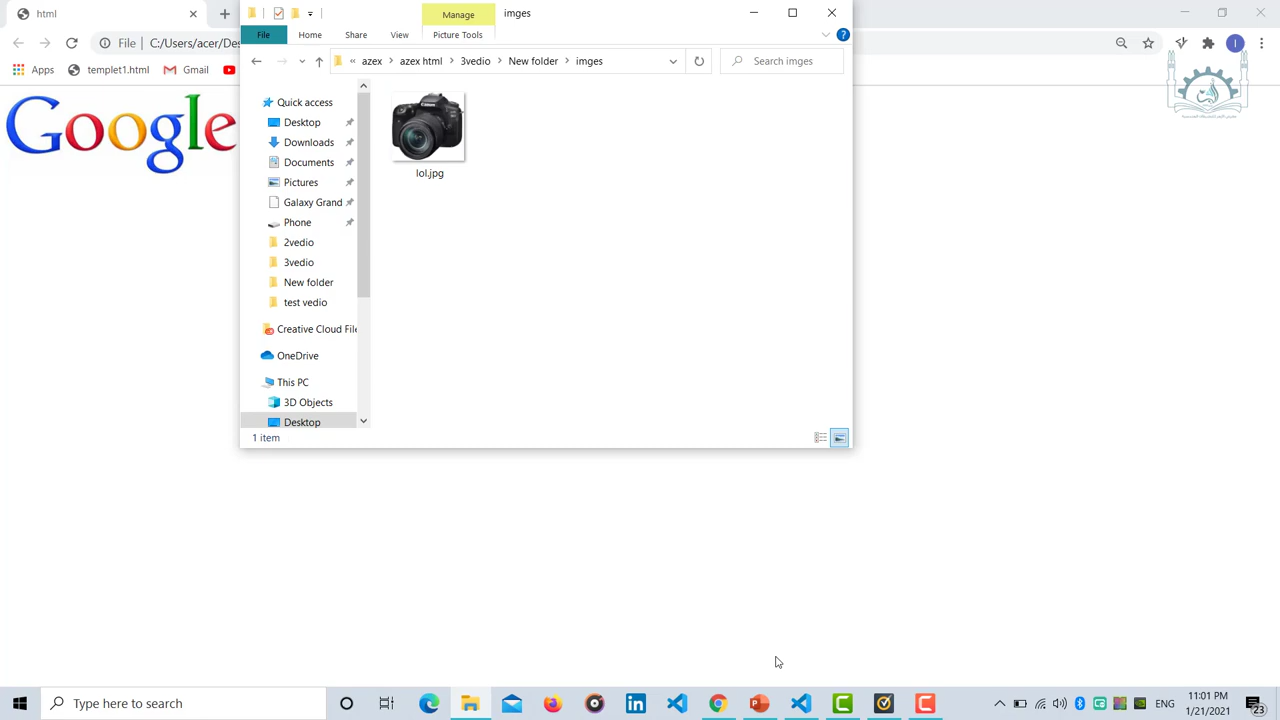 html
Manage
imges
File
Home
Share
View
Picture Tools
File
C:/Users/acer/Des
« azex > azex html > 3vedio > New folder > imges
Search imges
Apps
templet1.html
Gmail
Google
lol.jpg
Quick access
Desktop
Downloads
Documents
Pictures
Galaxy Grand
Phone
2vedio
3vedio
New folder
test vedio
Creative Cloud File
OneDrive
This PC
3D Objects
Desktop
1 item
Type here to search
11:01 PM
1/21/2021
23